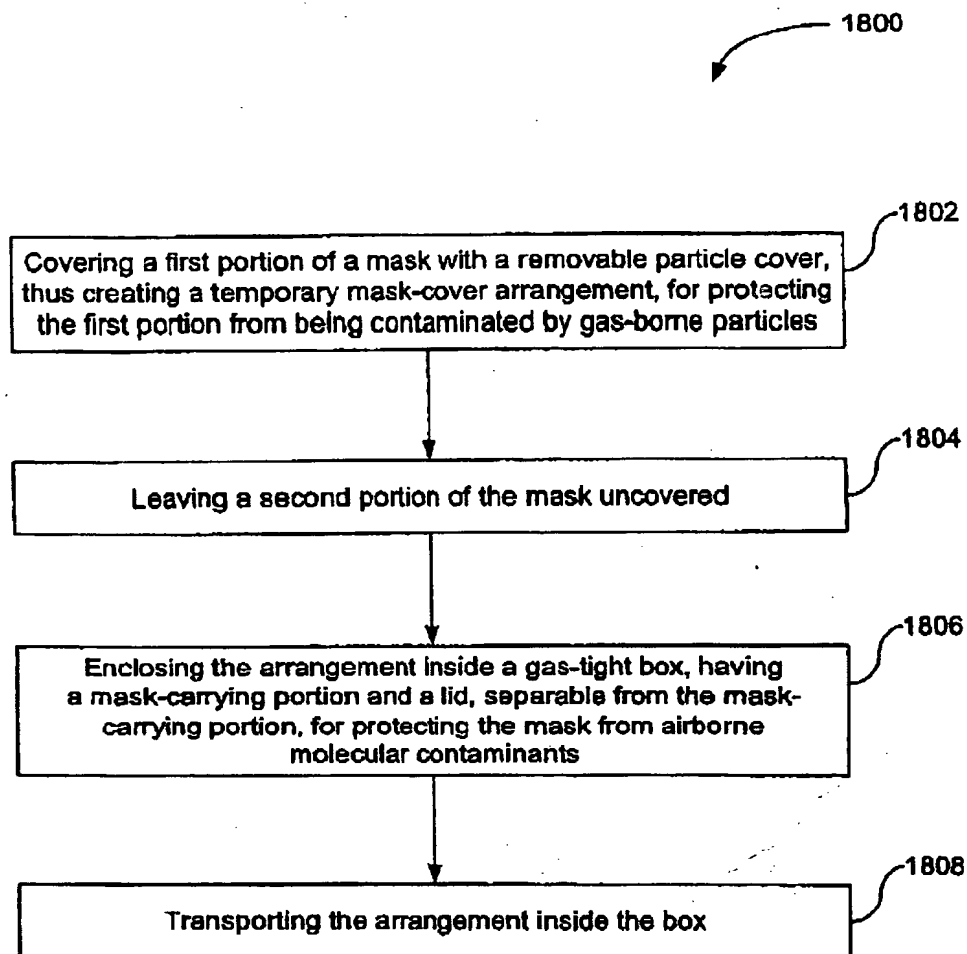 1800
1802
Covering a first portion of a mask with a removable particle cover,
thus creating a temporary mask-cover arrangement, for protecting
the first portion from being contaminated by gas-borne particles
1804
Leaving a second portion of the mask uncovered
1806
Enclosing the arrangement inside a gas-tight box, having
a mask-carrying portion and a lid, separable from the mask-
carrying portion, for protecting the mask from airborne
molecular contaminants
1808
Transporting the arrangement inside the box